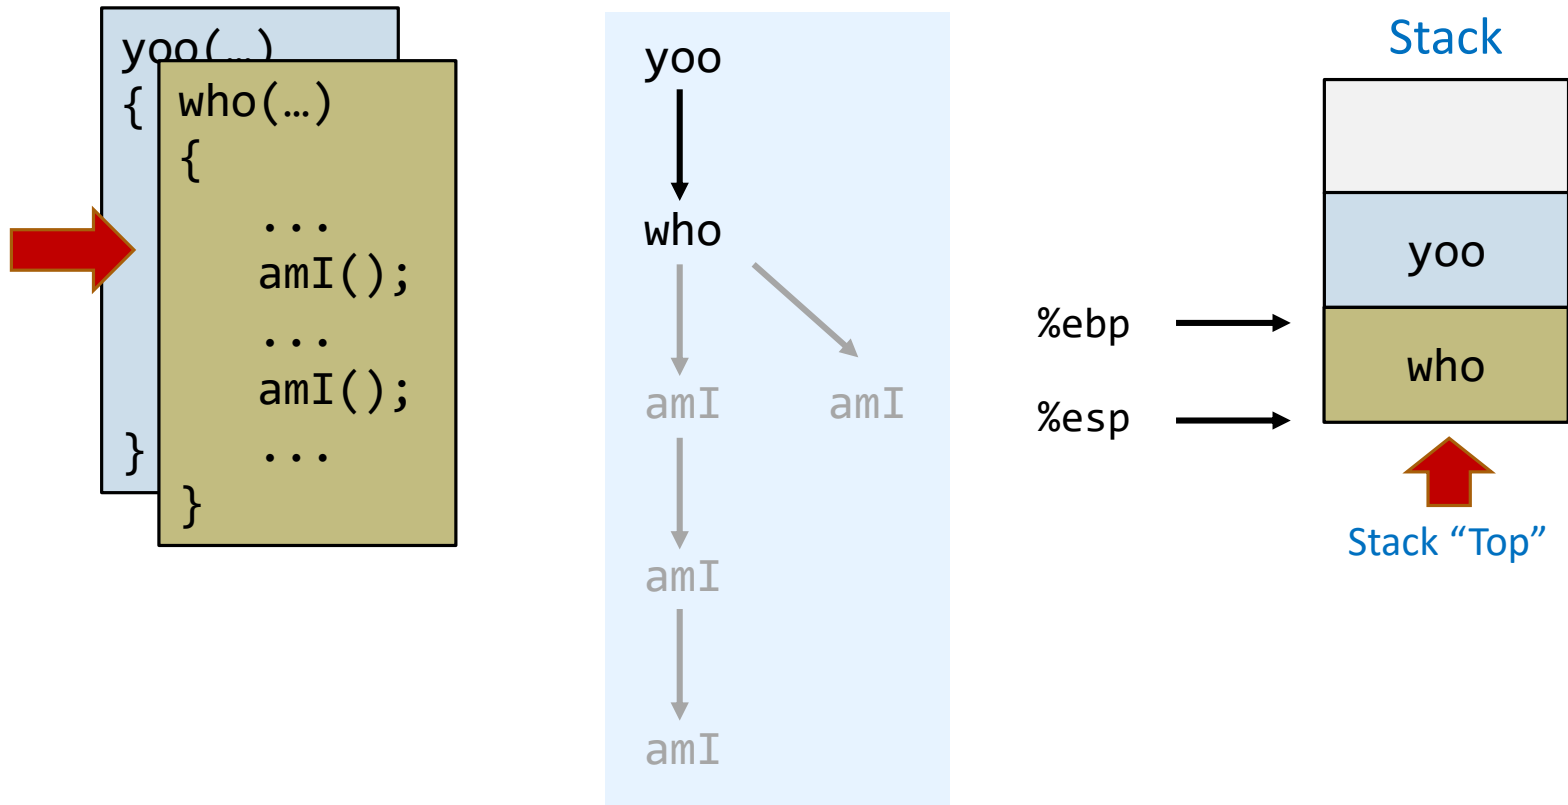 yoo(…)
{
}
who(…)
{
...
amI();
...
amI();
...
}
yoo
who
amI amI
amI
amI
Stack
yoo
%ebp
who
%esp
Stack “Top”